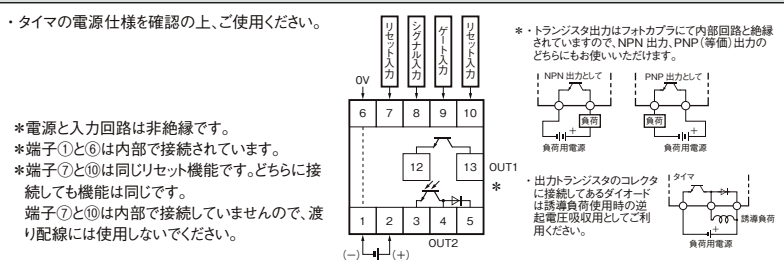 ・タイマの電源仕様を確認の上、ご使用ください。
＊電源と入力回路は非絶縁です。
＊端子①と⑥は内部で接続されています。
＊端子⑦と⑩は同じリセット機能です。どちらに接
続しても機能は同じです。
端子⑦と⑩は内部で接続していませんので、渡
り配線には使用しないでください。
0V
リセット入力
シグナル入力
ゲート入力
リセット入力
6 7 8 9 10
12 13 OUT1
＊
1 2 3 4 5
OUT2
(−) (+)
＊・トランジスタ出力はフォトカプラにて内部回路と絶縁
されていますので、NPN 出力、PNP（等価）出力の
どちらにもお使いいただけます。
NPN 出力として
負荷
+
負荷用電源
PNP 出力として
負荷
+
負荷用電源
・出力トランジスタのコレクタ
に接続してあるダイオード
は誘導負荷使用時の逆
起電圧吸収用としてご利
用ください。
タイマ
誘導負荷
+
負荷用電源